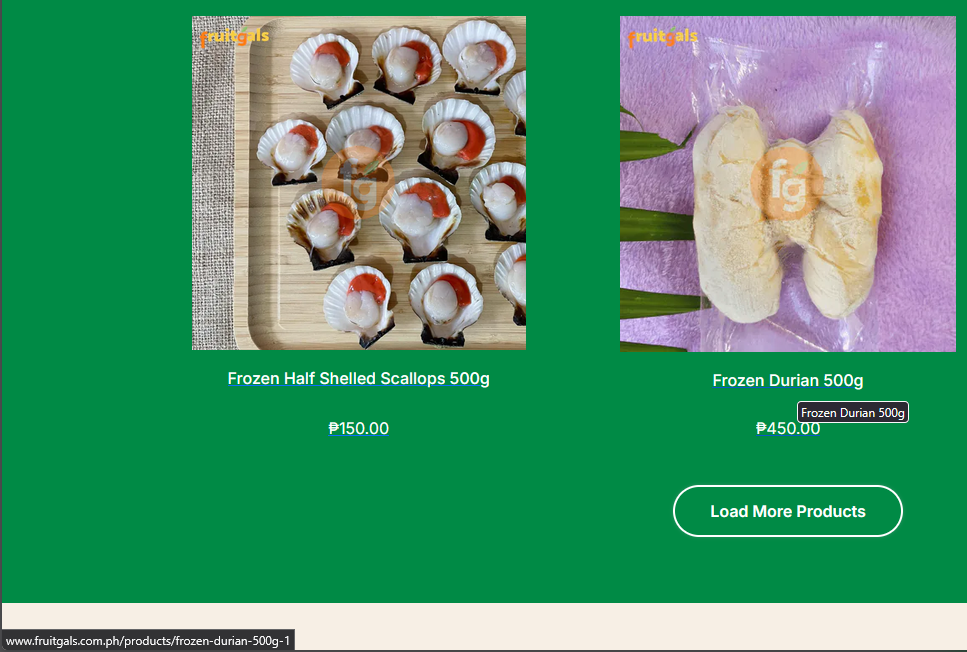 fruitgals
fruitgals
fg
fg
Frozen Half Shelled Scallops 500g
Frozen Durian 500g
Frozen Durian 500g
₱150.00
₱450.00
Load More Products
www.fruitgals.com.ph/products/frozen-durian-500g-1